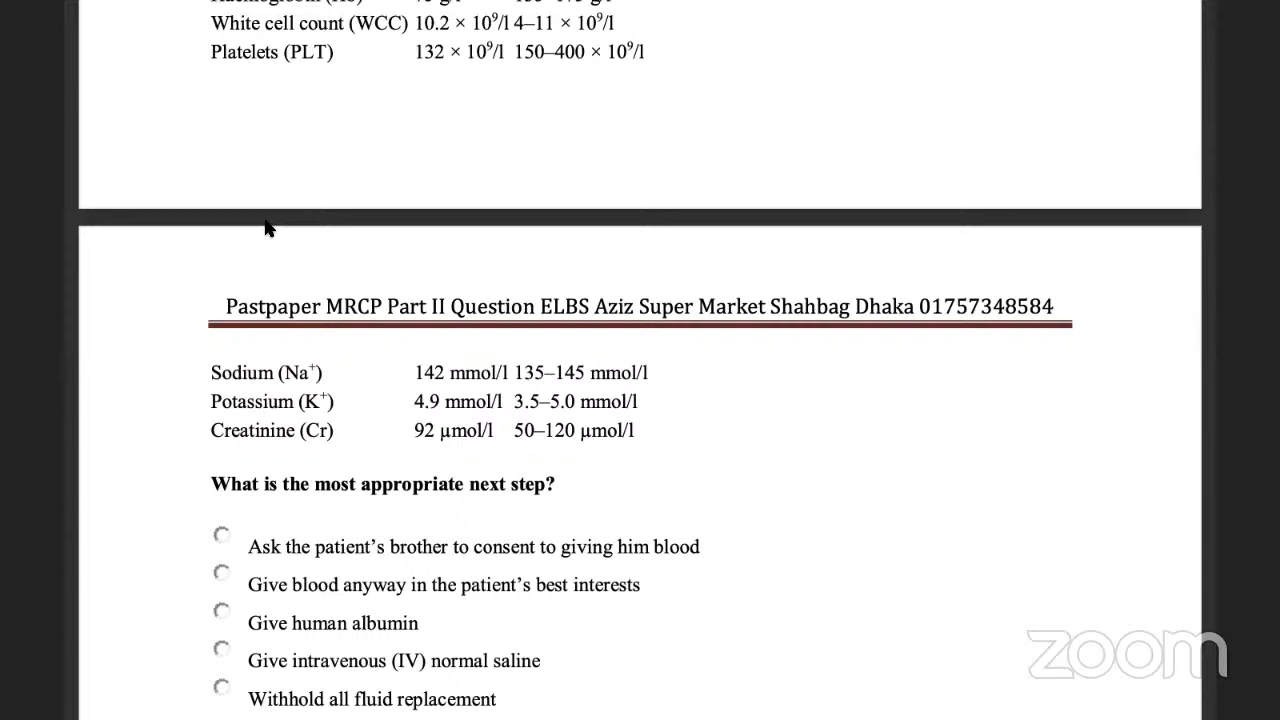 White cell count (WCC) 10.2 × 10⁹/l 4–11 × 10⁹/l
Platelets (PLT) 132 × 10⁹/l 150–400 × 10⁹/l
Pastpaper MRCP Part II Question ELBS Aziz Super Market Shahbag Dhaka 01757348584
Sodium (Na⁺) 142 mmol/l 135–145 mmol/l
Potassium (K⁺) 4.9 mmol/l 3.5–5.0 mmol/l
Creatinine (Cr) 92 µmol/l 50–120 µmol/l
What is the most appropriate next step?
Ask the patient’s brother to consent to giving him blood
Give blood anyway in the patient’s best interests
Give human albumin
Give intravenous (IV) normal saline
Withhold all fluid replacement
zoom